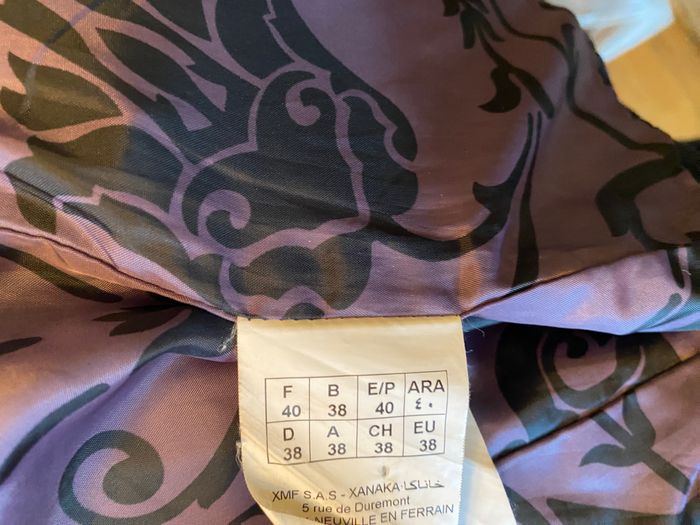 F B E/P ARA
40 38 40 ٤٠
D A CH EU
38 38 38 38
XMF S.A.S - XANAKA خاناكا
5 rue de Duremont
NEUVILLE EN FERRAIN